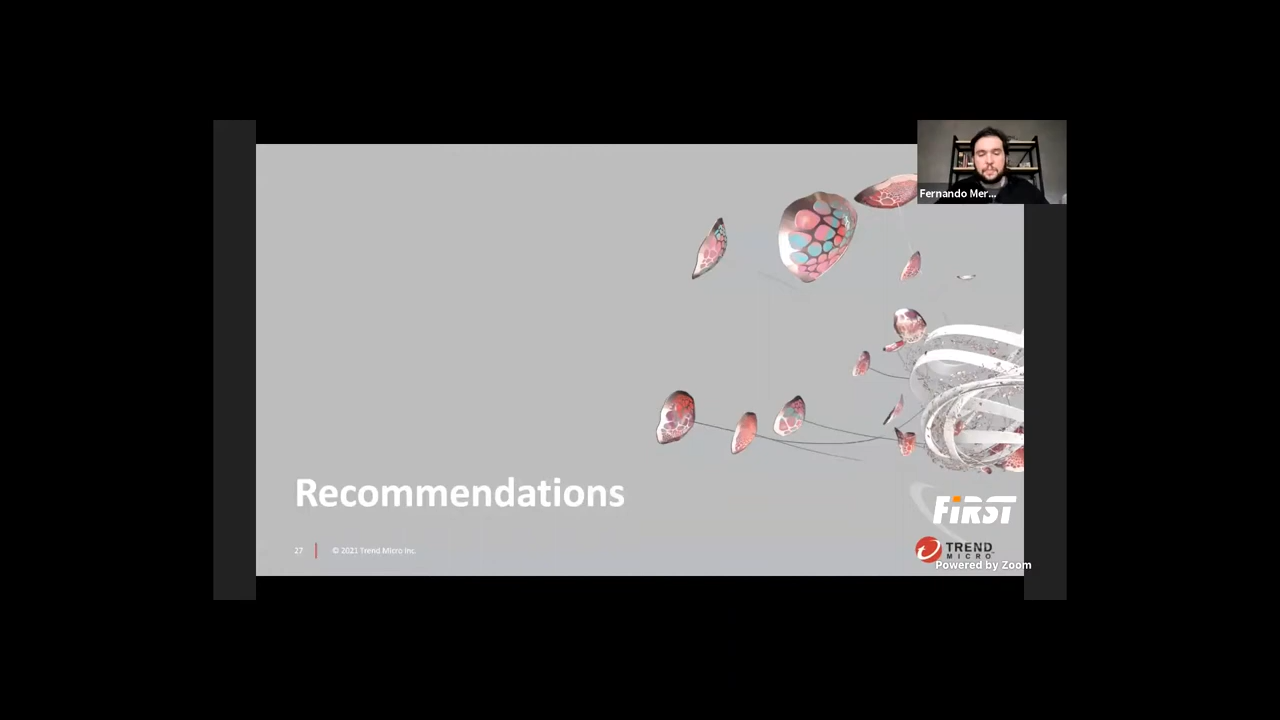 Fernando Mer...
Recommendations
FiRST
27
© 2021 Trend Micro Inc.
TREND
MICRO
Powered by Zoom